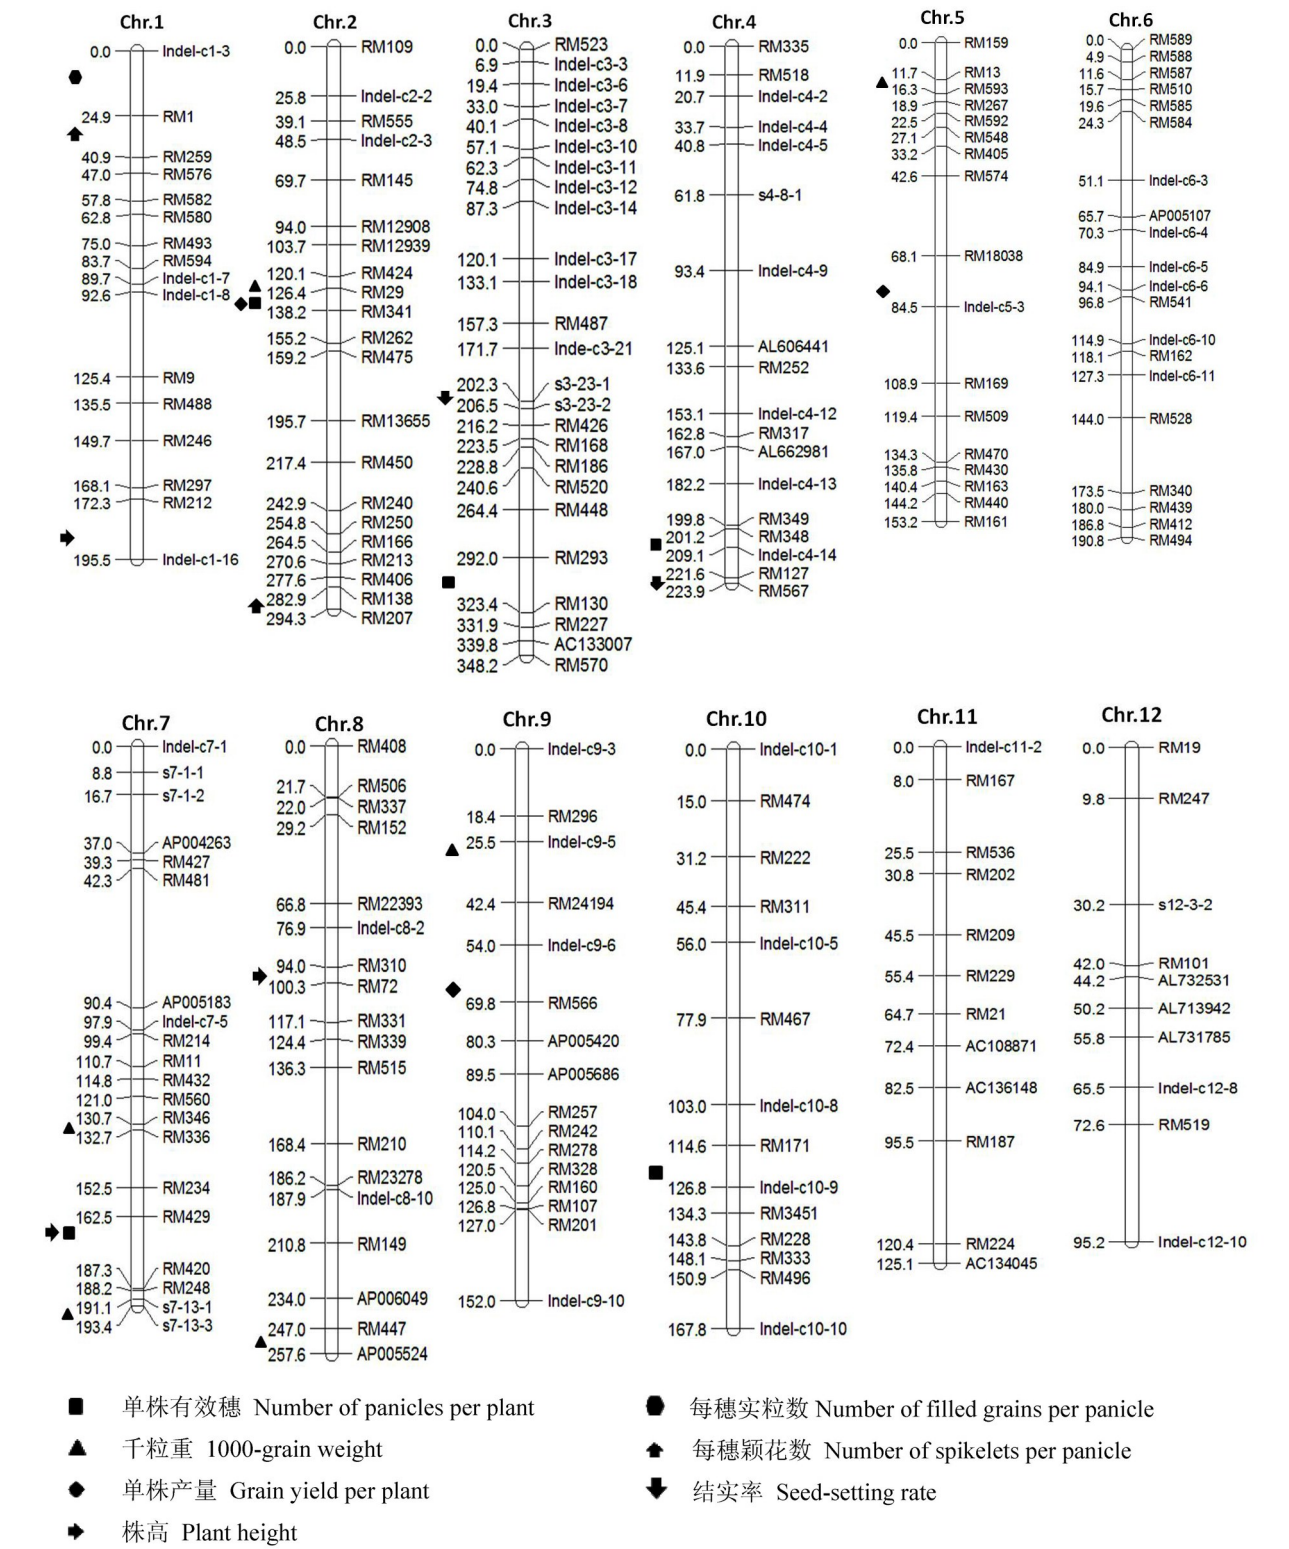 Chr.1
0.0 Indel-c1-3
24.9 RM1
40.9 RM259
47.0 RM576
57.8 RM582
62.8 RM580
75.0 RM493
83.7 RM594
89.7 Indel-c1-7
92.6 Indel-c1-8
125.4 RM9
135.5 RM488
149.7 RM246
168.1 RM297
172.3 RM212
195.5 Indel-c1-16
Chr.2
0.0 RM109
25.8 Indel-c2-2
39.1 RM555
48.5 Indel-c2-3
69.7 RM145
94.0 RM12908
103.7 RM12939
120.1 RM424
126.4 RM29
138.2 RM341
155.2 RM262
159.2 RM475
195.7 RM13655
217.4 RM450
242.9 RM240
254.8 RM250
264.5 RM166
270.6 RM213
277.6 RM406
282.9 RM138
294.3 RM207
Chr.3
0.0 RM523
6.9 Indel-c3-3
19.4 Indel-c3-6
33.0 Indel-c3-7
40.1 Indel-c3-8
57.1 Indel-c3-10
62.3 Indel-c3-11
74.8 Indel-c3-12
87.3 Indel-c3-14
120.1 Indel-c3-17
133.1 Indel-c3-18
157.3 RM487
171.7 Inde-c3-21
202.3 s3-23-1
206.5 s3-23-2
216.2 RM426
223.5 RM168
228.8 RM186
240.6 RM520
264.4 RM448
292.0 RM293
323.4 RM130
331.9 RM227
339.8 AC133007
348.2 RM570
Chr.4
0.0 RM335
11.9 RM518
20.7 Indel-c4-2
33.7 Indel-c4-4
40.8 Indel-c4-5
61.8 s4-8-1
93.4 Indel-c4-9
125.1 AL606441
133.6 RM252
153.1 Indel-c4-12
162.8 RM317
167.0 AL662981
182.2 Indel-c4-13
199.8 RM349
201.2 RM348
209.1 Indel-c4-14
221.6 RM127
223.9 RM567
Chr.5
0.0 RM159
11.7 RM13
16.3 RM593
18.9 RM267
22.5 RM592
27.1 RM548
33.2 RM405
42.6 RM574
68.1 RM18038
84.5 Indel-c5-3
108.9 RM169
119.4 RM509
134.3 RM470
135.8 RM430
140.4 RM163
144.2 RM440
153.2 RM161
Chr.6
0.0 RM589
4.9 RM588
11.6 RM587
15.7 RM510
19.6 RM585
24.3 RM584
51.1 Indel-c6-3
65.7 AP005107
70.3 Indel-c6-4
84.9 Indel-c6-5
94.1 Indel-c6-6
96.8 RM541
114.9 Indel-c6-10
118.1 RM162
127.3 Indel-c6-11
144.0 RM528
173.5 RM340
180.0 RM439
186.8 RM412
190.8 RM494
Chr.7
0.0 Indel-c7-1
8.8 s7-1-1
16.7 s7-1-2
37.0 AP004263
39.3 RM427
42.3 RM481
90.4 AP005183
97.9 Indel-c7-5
99.4 RM214
110.7 RM11
114.8 RM432
121.0 RM560
130.7 RM346
132.7 RM336
152.5 RM234
162.5 RM429
187.3 RM420
188.2 RM248
191.1 s7-13-1
193.4 s7-13-3
Chr.8
0.0 RM408
21.7 RM506
22.0 RM337
29.2 RM152
66.8 RM22393
76.9 Indel-c8-2
94.0 RM310
100.3 RM72
117.1 RM331
124.4 RM339
136.3 RM515
168.4 RM210
186.2 RM23278
187.9 Indel-c8-10
210.8 RM149
234.0 AP006049
247.0 RM447
257.6 AP005524
Chr.9
0.0 Indel-c9-3
18.4 RM296
25.5 Indel-c9-5
42.4 RM24194
54.0 Indel-c9-6
69.8 RM566
80.3 AP005420
89.5 AP005686
104.0 RM257
110.1 RM242
114.2 RM278
120.5 RM328
125.0 RM160
126.8 RM107
127.0 RM201
152.0 Indel-c9-10
Chr.10
0.0 Indel-c10-1
15.0 RM474
31.2 RM222
45.4 RM311
56.0 Indel-c10-5
77.9 RM467
103.0 Indel-c10-8
114.6 RM171
126.8 Indel-c10-9
134.3 RM3451
143.8 RM228
148.1 RM333
150.9 RM496
167.8 Indel-c10-10
Chr.11
0.0 Indel-c11-2
8.0 RM167
25.5 RM536
30.8 RM202
45.5 RM209
55.4 RM229
64.7 RM21
72.4 AC108871
82.5 AC136148
95.5 RM187
120.4 RM224
125.1 AC134045
Chr.12
0.0 RM19
9.8 RM247
30.2 s12-3-2
42.0 RM101
44.2 AL732531
50.2 AL713942
55.8 AL731785
65.5 Indel-c12-8
72.6 RM519
95.2 Indel-c12-10
单株有效穗 Number of panicles per plant
千粒重 1000-grain weight
单株产量 Grain yield per plant
株高 Plant height
每穗实粒数 Number of filled grains per panicle
每穗颖花数 Number of spikelets per panicle
结实率 Seed-setting rate